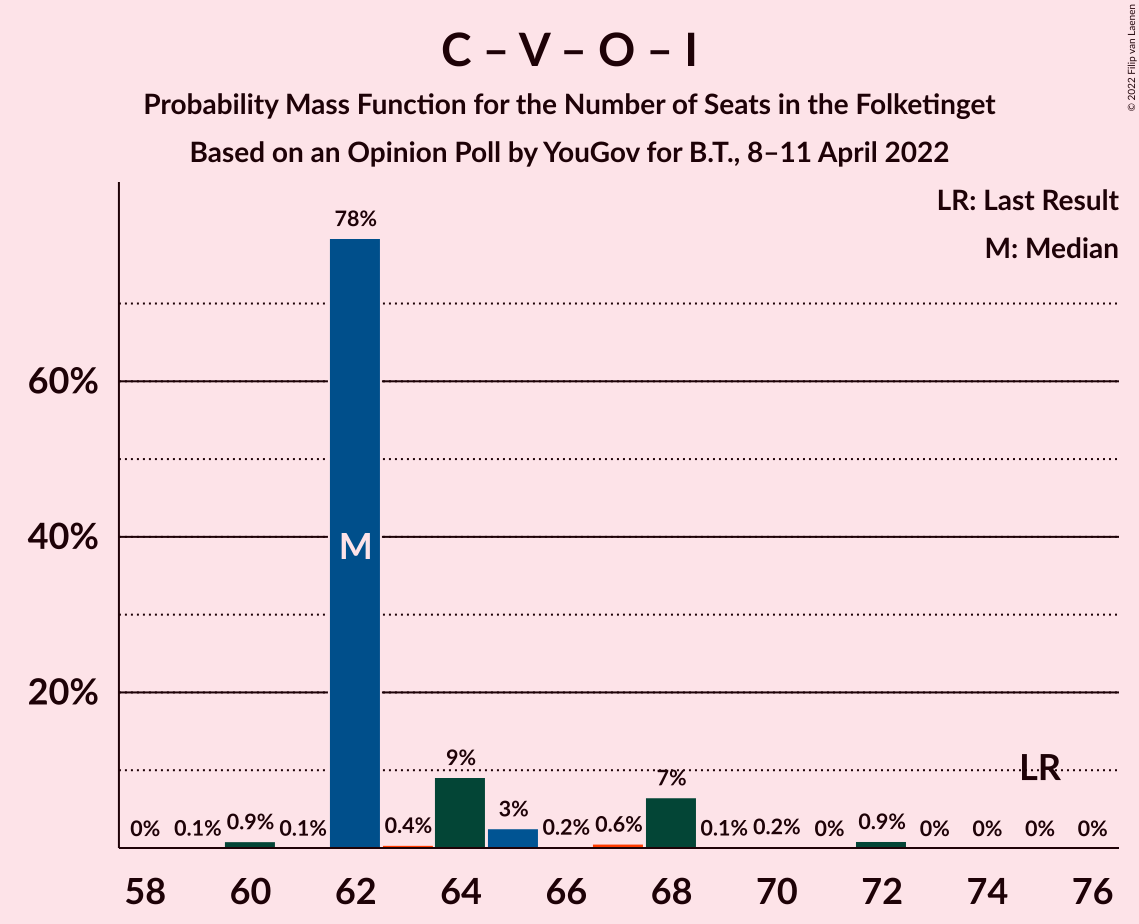 C – V – O – I
Probability Mass Function for the Number of Seats in the Folketinget
Based on an Opinion Poll by YouGov for B.T., 8–11 April 2022
© 2022 Filip van Laenen
LR: Last Result
M: Median
78%
60%
40%
M
20%
LR
9%
7%
3%
0% 0.1% 0.9% 0.1% 0.4% 0.2% 0.6% 0.1% 0.2% 0% 0.9% 0% 0% 0% 0%
58 60 62 64 66 68 70 72 74 76